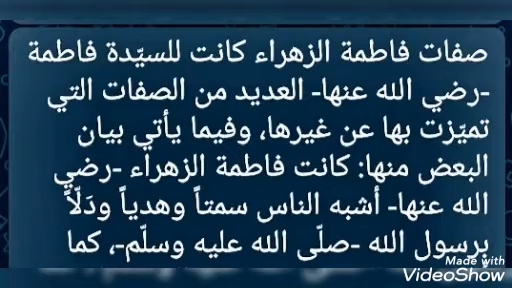 صفات فاطمة الزهراء كانت للسيّدة فاطمة
-رضي الله عنها- العديد من الصفات التي
تميّزت بها عن غيرها، وفيما يأتي بيان
البعض منها: كانت فاطمة الزهراء -رضي
الله عنها- أشبه الناس سمتاً وهدياً ودَلّاً
برسول الله -صلّى الله عليه وسلّم-، كما
Made with
VideoShow